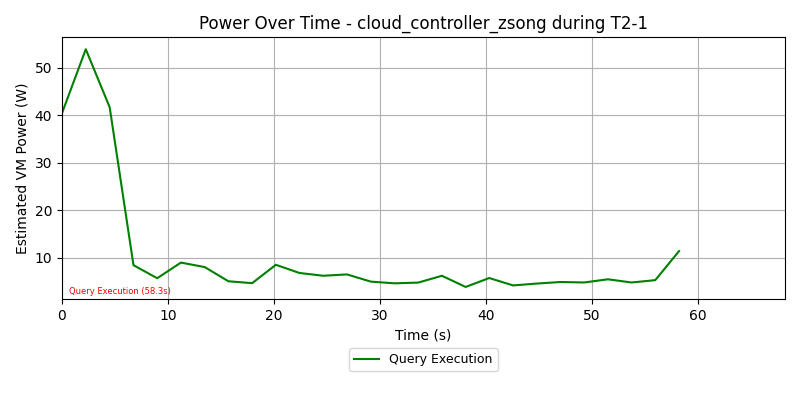 Power Over Time - cloud_controller_zsong during T2-1
Estimated VM Power (W)
50
40
30
20
10
Query Execution (58.3s)
0 10 20 30 40 50 60
Time (s)
Query Execution